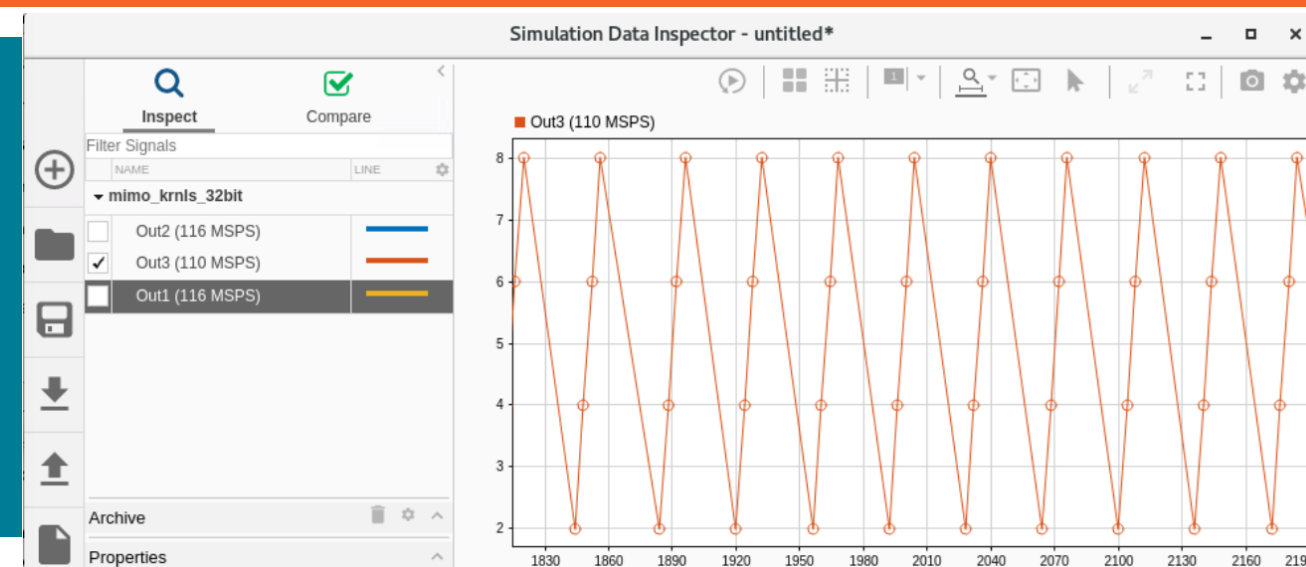 Simulation Data Inspector - untitled*
Inspect
Compare
1
Filter Signals
NAME
LINE
mimo_krnls_32bit
Out2 (116 MSPS)
Out3 (110 MSPS)
Out1 (116 MSPS)
Archive
Properties
Out3 (110 MSPS)
8
7
6
5
4
3
2
1830 1860 1890 1920 1950 1980 2010 2040 2070 2100 2130 2160 219